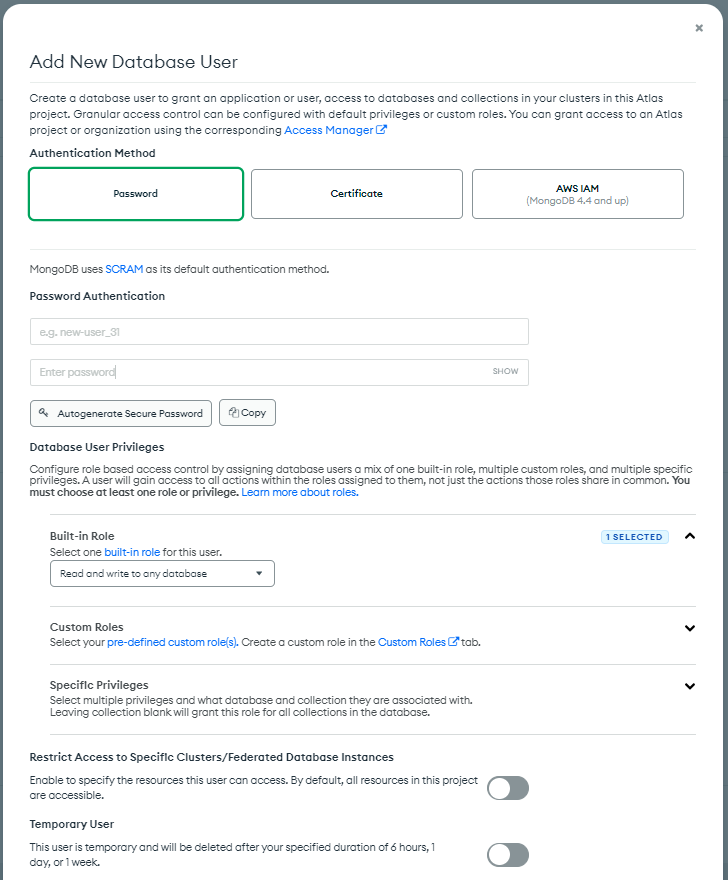 ×
Add New Database User
Create a database user to grant an application or user, access to databases and collections in your clusters in this Atlas
project. Granular access control can be configured with default privileges or custom roles. You can grant access to an Atlas
project or organization using the corresponding Access Manager
Authentication Method
Password
Certificate
AWS IAM
(MongoDB 4.4 and up)
MongoDB uses SCRAM as its default authentication method.
Password Authentication
e.g. new-user_31
Enter password
SHOW
Autogenerate Secure Password
Copy
Database User Privileges
Configure role based access control by assigning database users a mix of one built-in role, multiple custom roles, and multiple specific
privileges. A user will gain access to all actions within the roles assigned to them, not just the actions those roles share in common. You
must choose at least one role or privilege. Learn more about roles.
Built-in Role
1 SELECTED
Select one built-in role for this user.
Read and write to any database
Custom Roles
Select your pre-defined custom role(s). Create a custom role in the Custom Roles tab.
Specific Privileges
Select multiple privileges and what database and collection they are associated with.
Leaving collection blank will grant this role for all collections in the database.
Restrict Access to Specific Clusters/Federated Database Instances
Enable to specify the resources this user can access. By default, all resources in this project
are accessible.
Temporary User
This user is temporary and will be deleted after your specified duration of 6 hours, 1
day, or 1 week.